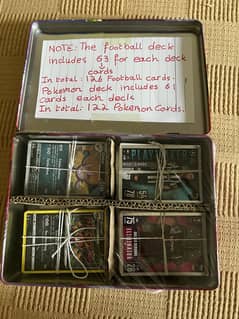 NOTE: The football deck
includes 63 for each deck
cards
In total: 126 Football cards.
Pokemon deck includes 61
cards each deck
In total: 122 Pokemon Cards.